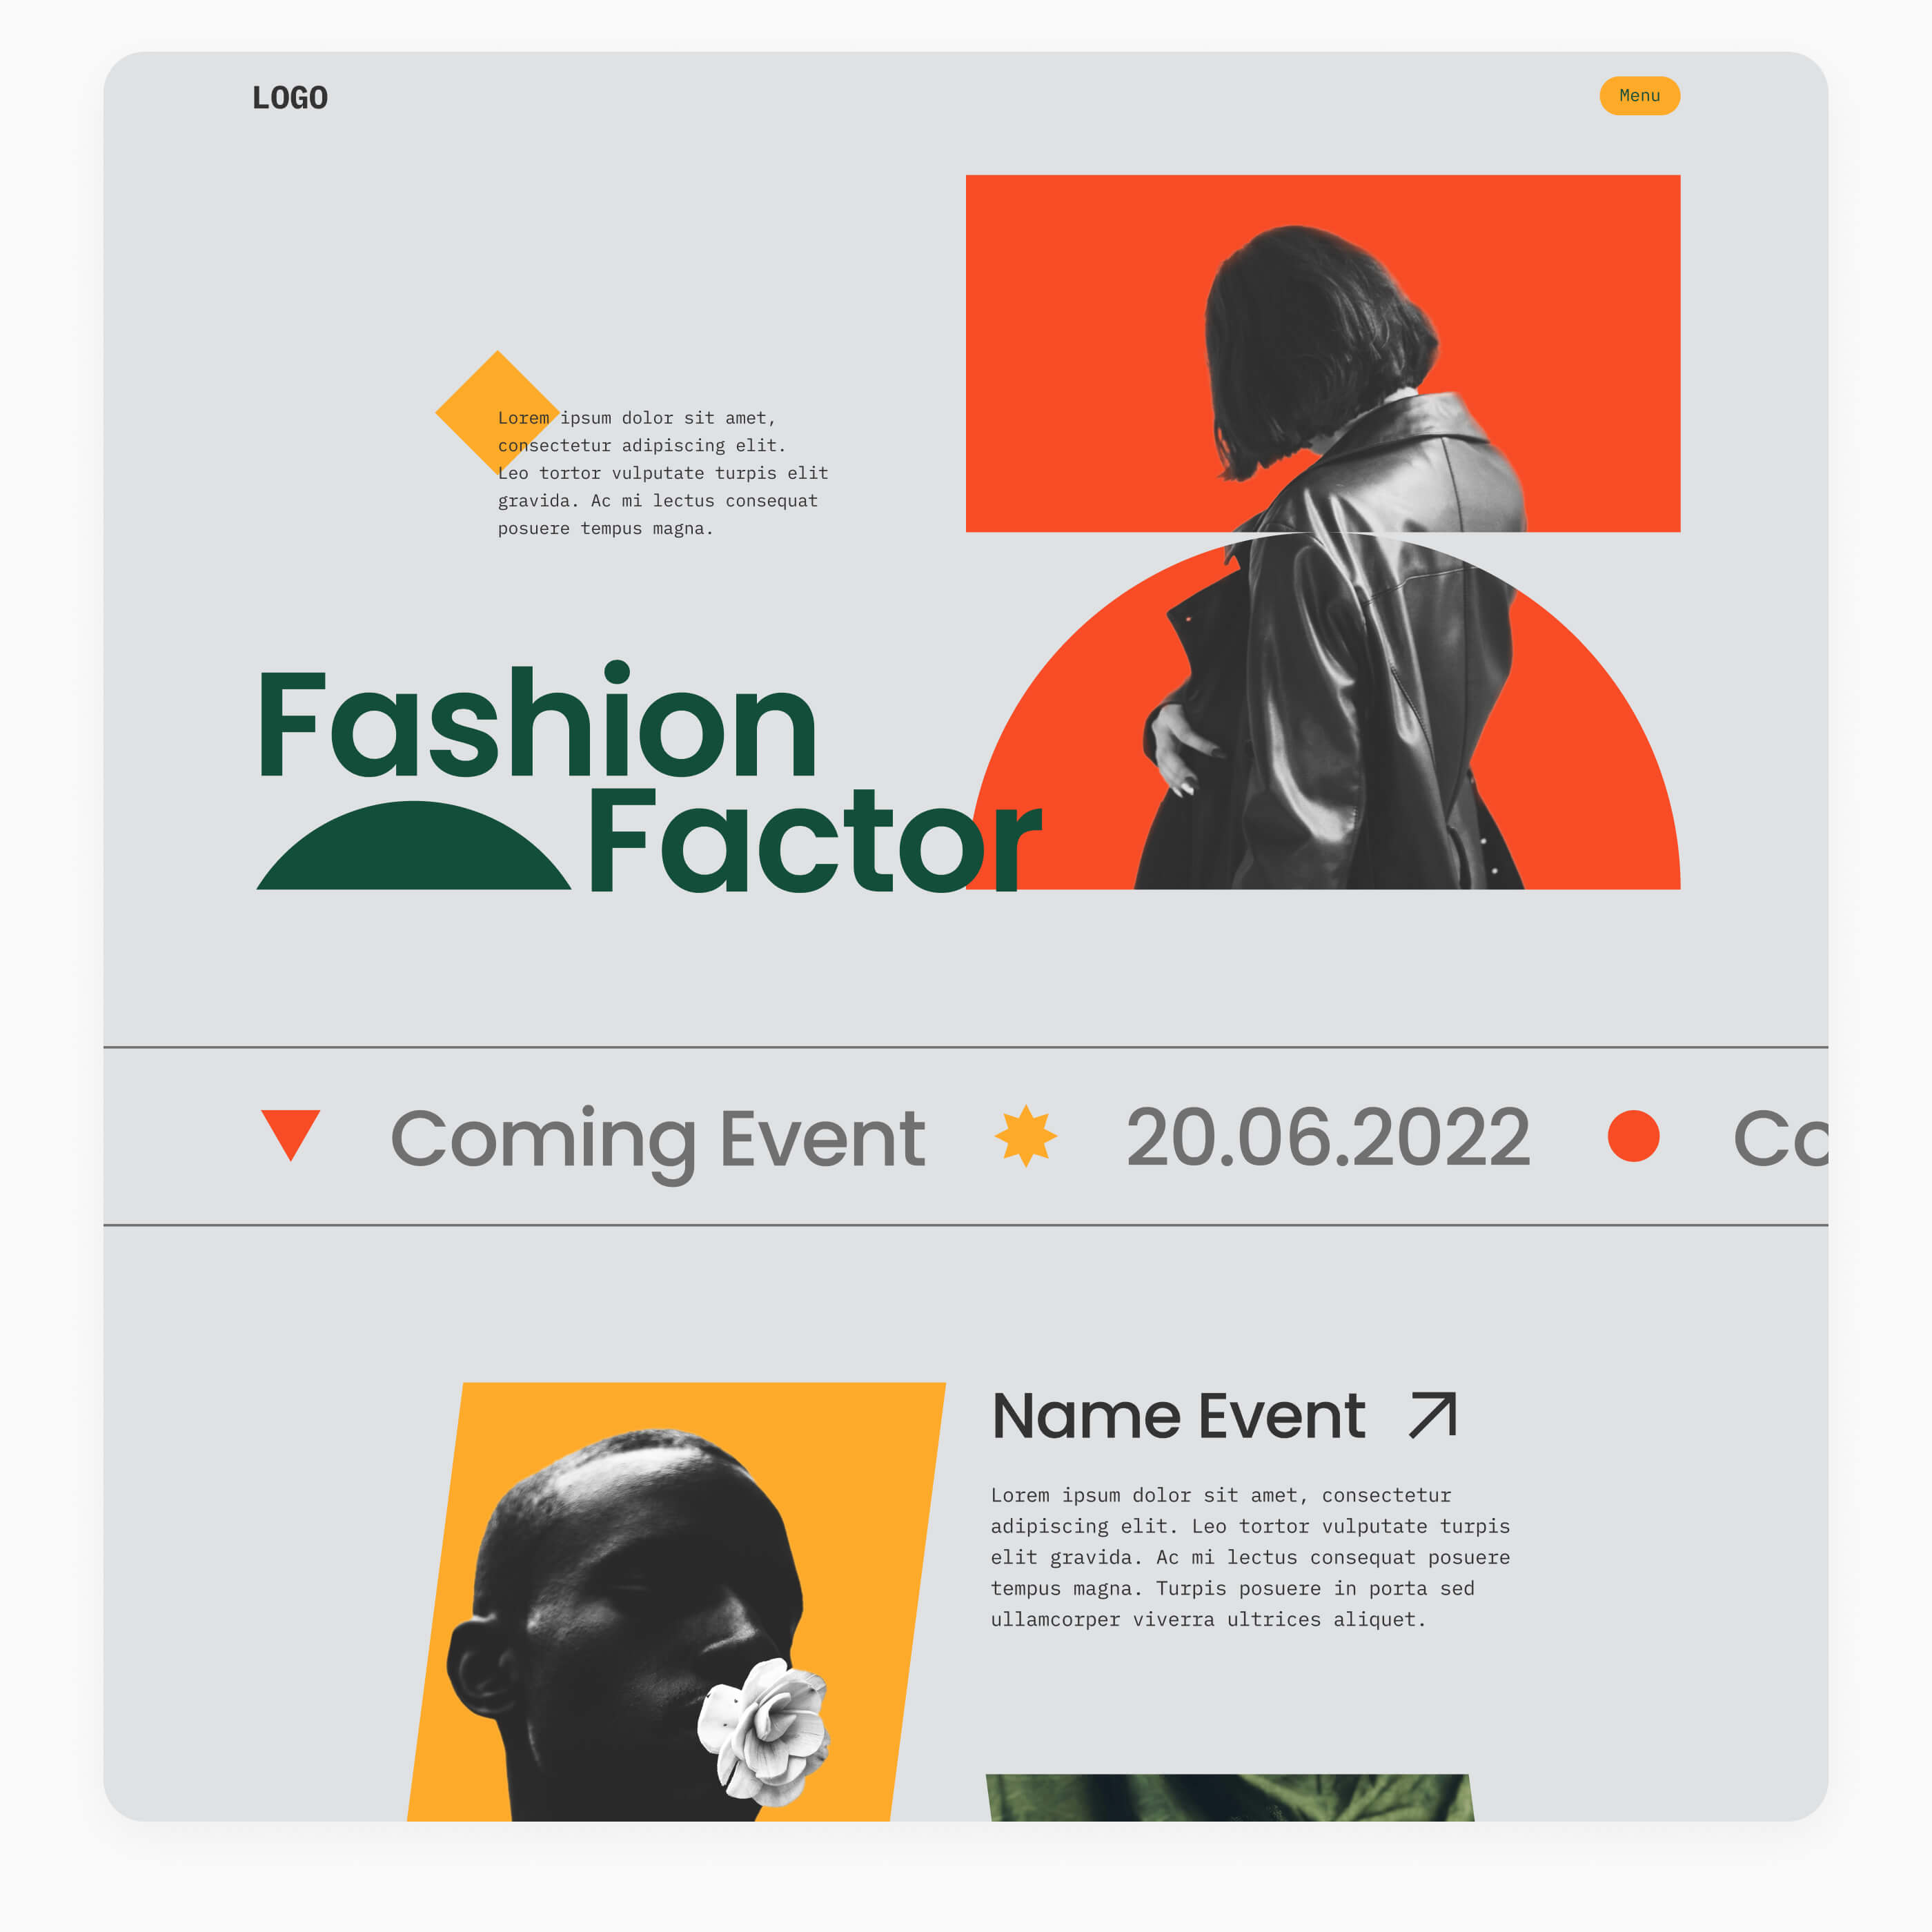 LOGO
Menu
Lorem ipsum dolor sit amet,
consectetur adipiscing elit.
Leo tortor vulputate turpis elit
gravida. Ac mi lectus consequat
posuere tempus magna.
Fashion
Factor
Coming Event 20.06.2022 Co
Name Event
Lorem ipsum dolor sit amet, consectetur
adipiscing elit. Leo tortor vulputate turpis
elit gravida. Ac mi lectus consequat posuere
tempus magna. Turpis posuere in porta sed
ullamcorper viverra ultrices aliquet.